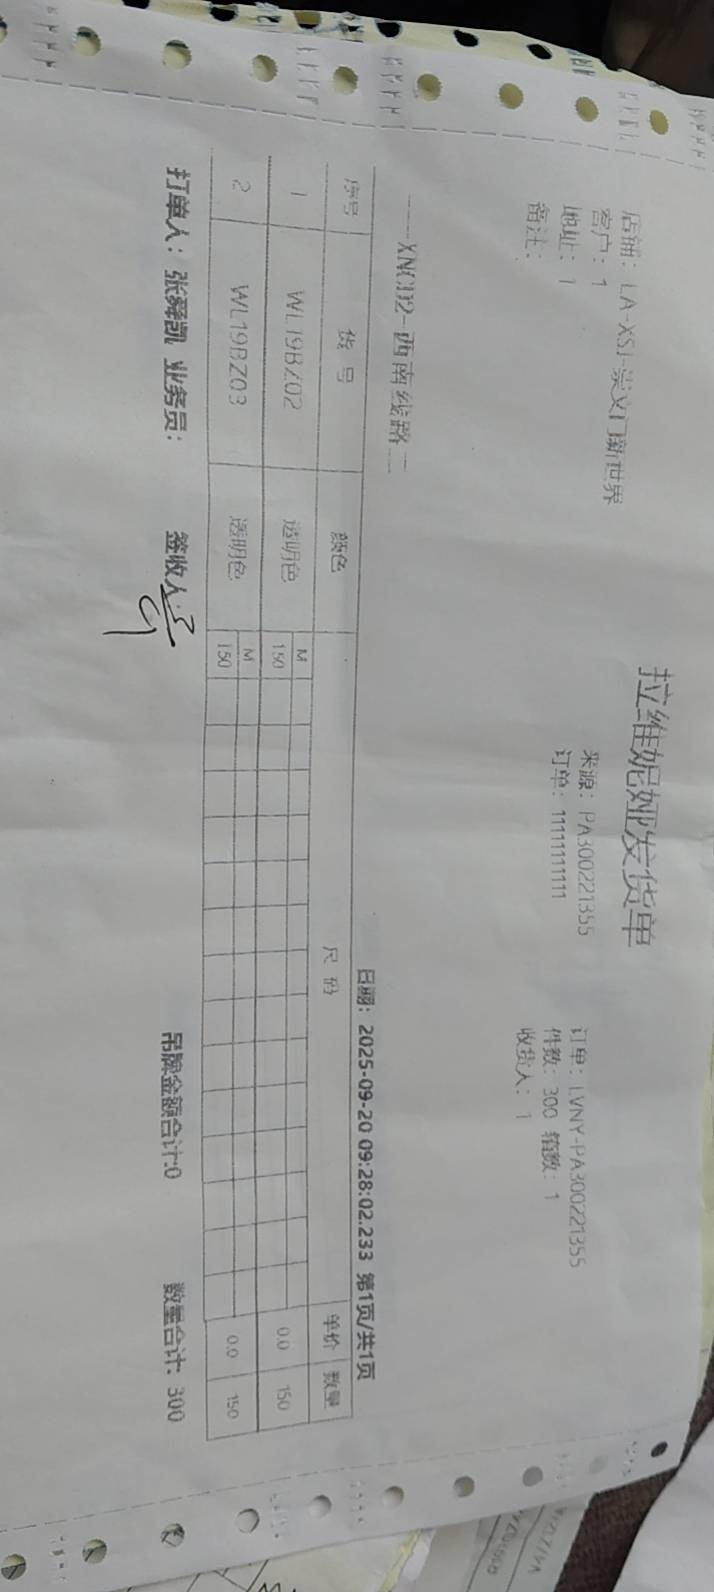 拉维妮娅发货单
店铺：LA-XSJ-崇文门新世界
客户：1 来源：PA300221355 订单：LVNY-PA300221355
地址：1 订单：11111111111 件数：300 箱数：1
备注： 收货人：1
----XNCD2-西南线路二
日期：2025-09-20 09:28:02.233 第1页/共1页
序号 货号 颜色 尺码 单价 数量
1 WL19BZ02 透明色 M 0.0 150
150
2 WL19BZ03 透明色 M 0.0 150
150
打单人：张舜凯 业务员： 签收人: 吊牌金额合计:0 数量合计: 300